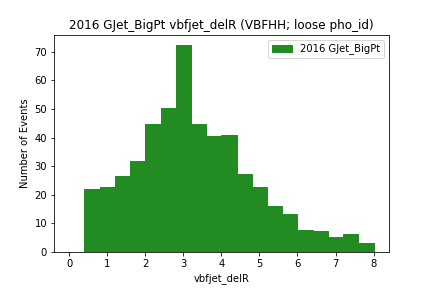 2016 GJet_BigPt vbfjet_delR (VBFHH; loose pho_id)
2016 GJet_BigPt
Number of Events
70
60
50
40
30
20
10
0
0 1 2 3 4 5 6 7 8
vbfjet_delR